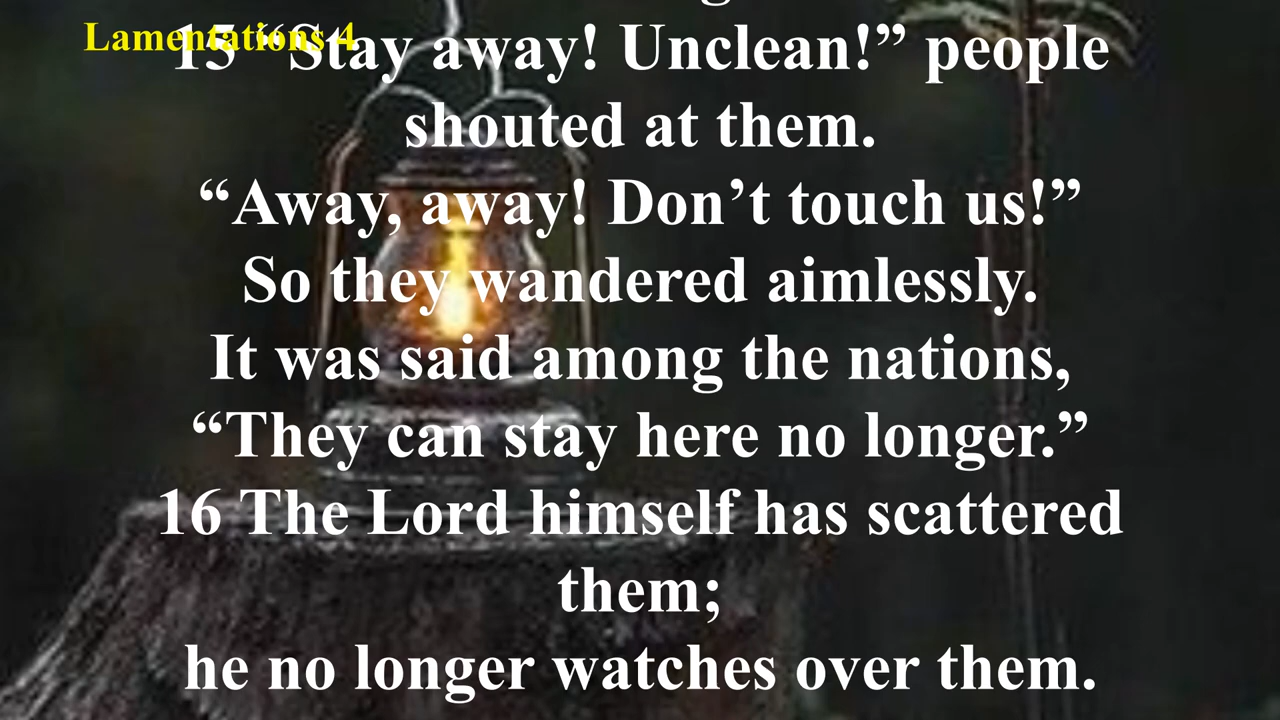 Lamentations 4
15 “Stay away! Unclean!” people
shouted at them.
“Away, away! Don’t touch us!”
So they wandered aimlessly.
It was said among the nations,
“They can stay here no longer.”
16 The Lord himself has scattered
them;
he no longer watches over them.